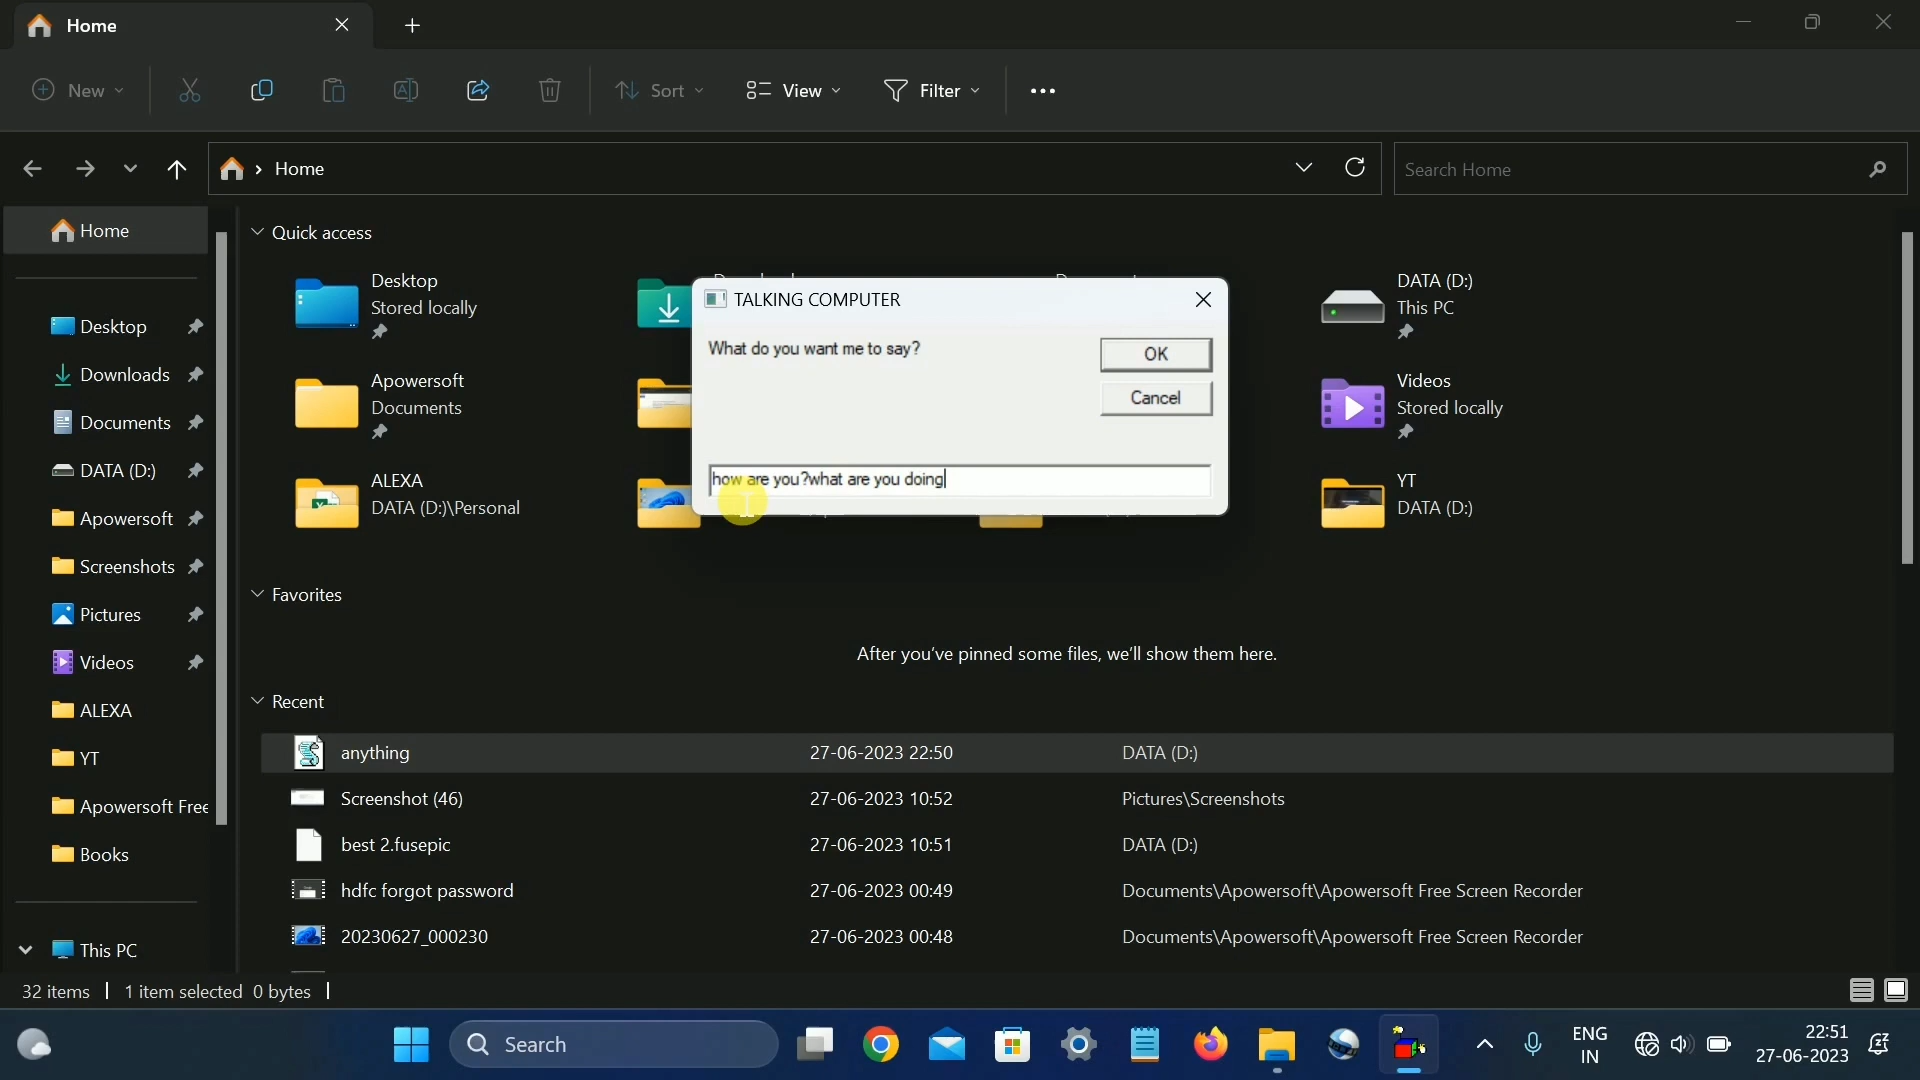 Home
New
Sort
View
Filter
Home
Search Home
Home
Desktop
Downloads
Documents
DATA (D:)
Apowersoft
Screenshots
Pictures
Videos
ALEXA
YT
Apowersoft Free
Books
This PC
Quick access
Desktop
Stored locally
DATA (D:)
This PC
Apowersoft
Documents
Videos
Stored locally
ALEXA
DATA (D:)\Personal
YT
DATA (D:)
TALKING COMPUTER
What do you want me to say?
OK
Cancel
how are you?what are you doing
Favorites
After you've pinned some files, we'll show them here.
Recent
anything 27-06-2023 22:50 DATA (D:)
Screenshot (46) 27-06-2023 10:52 Pictures\Screenshots
best 2.fusepic 27-06-2023 10:51 DATA (D:)
hdfc forgot password 27-06-2023 00:49 Documents\Apowersoft\Apowersoft Free Screen Recorder
20230627_000230 27-06-2023 00:48 Documents\Apowersoft\Apowersoft Free Screen Recorder
32 items 1 item selected 0 bytes
Search
ENG
IN
22:51
27-06-2023